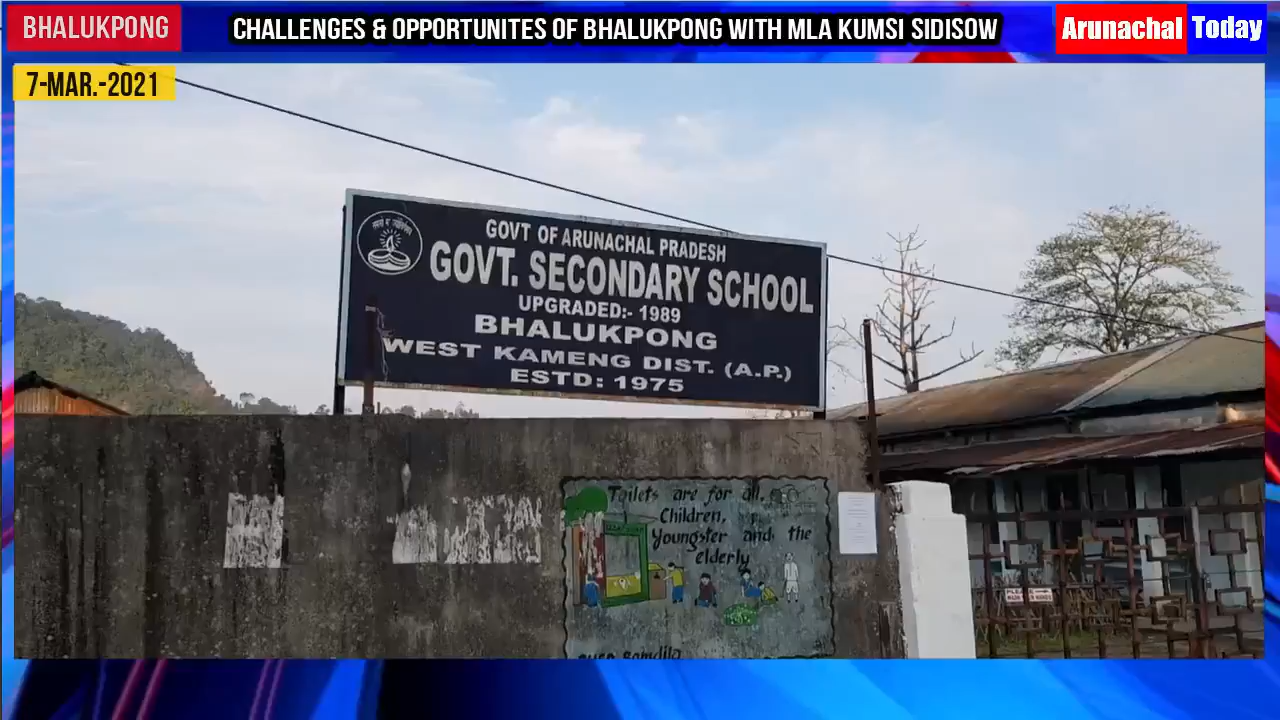 BHALUKPONG
CHALLENGES & OPPORTUNITES OF BHALUKPONG WITH MLA KUMSI SIDISOW
Arunachal Today
7-MAR.-2021
GOVT OF ARUNACHAL PRADESH
GOVT. SECONDARY SCHOOL
UPGRADED:- 1989
BHALUKPONG
WEST KAMENG DIST. (A.P.)
ESTD: 1975
Toilets are for all,
Children,
Youngster and the
elderly
Bomdila
PLEASE